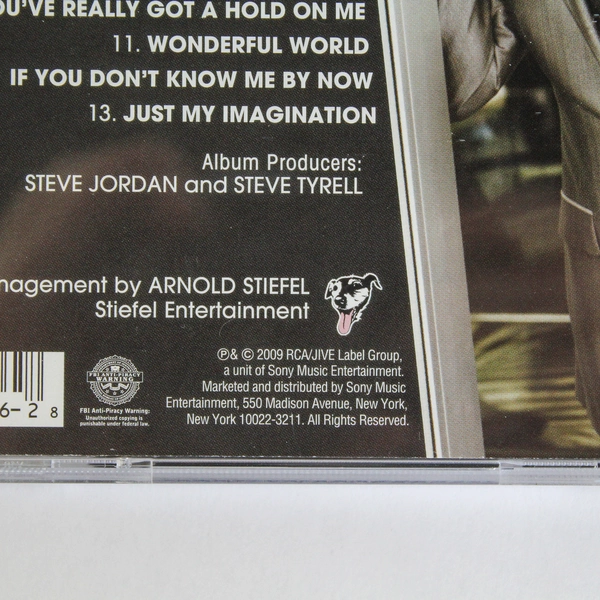 OU'VE REALLY GOT A HOLD ON ME
11. WONDERFUL WORLD
IF YOU DON'T KNOW ME BY NOW
13. JUST MY IMAGINATION
Album Producers:
STEVE JORDAN and STEVE TYRELL
nagement by ARNOLD STIEFEL
Stiefel Entertainment
℗& © 2009 RCA/JIVE Label Group,
a unit of Sony Music Entertainment.
Marketed and distributed by Sony Music
Entertainment, 550 Madison Avenue, New York,
New York 10022-3211. All Rights Reserved.
6-2 8
FBI ANTI-PIRACY
WARNING
FBI Anti-Piracy Warning:
Unauthorized copying is
punishable under federal law.